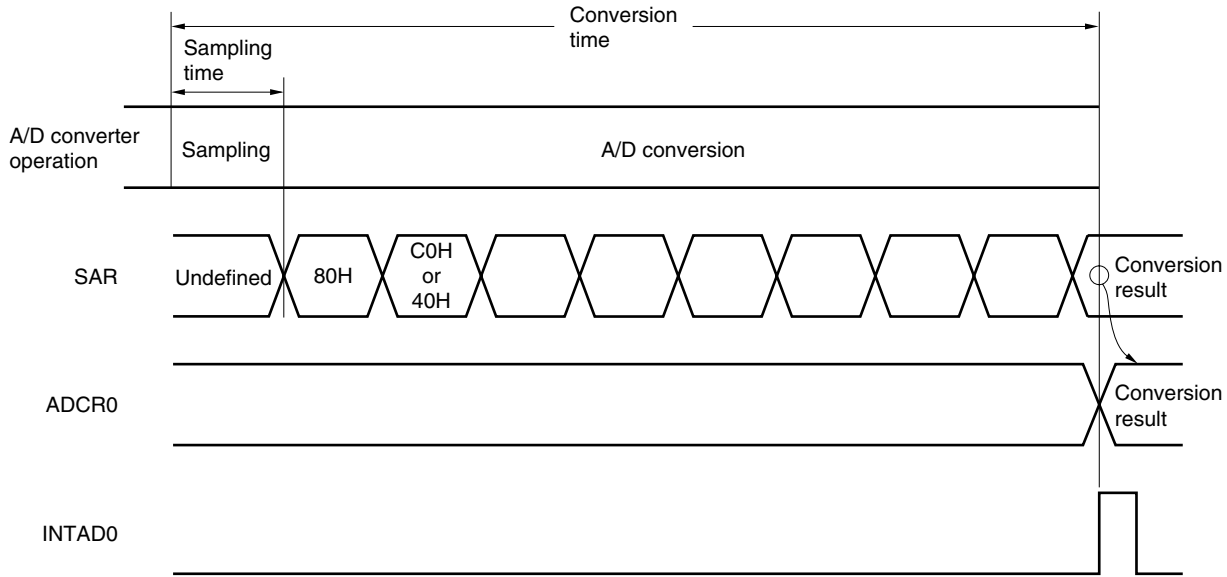 Conversion
time
Sampling
time
A/D converter
operation
Sampling
A/D conversion
SAR
Undefined
80H
C0H
or
40H
Conversion
result
ADCR0
Conversion
result
INTAD0